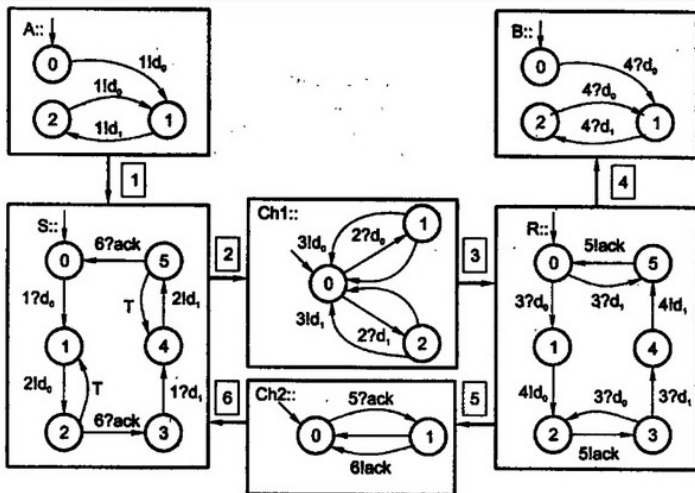 A::
0
1!d₀
1!d₀
2
1
1!d₁
B::
0
4?d₀
4?d₀
2
1
4?d₁
1
4
S::
6?ack
0
5
1?d₀
T
2!d₁
1
4
2!d₀
T
1?d₁
6?ack
2
3
2
Ch1::
1
3!d₀
2?d₀
0
3!d₁
2?d₁
2
3
R::
5!ack
0
5
3?d₀
3?d₁
4!d₁
1
4
4!d₀
3?d₀
3?d₁
2
3
5!ack
6
Ch2::
5?ack
0
1
6!ack
5